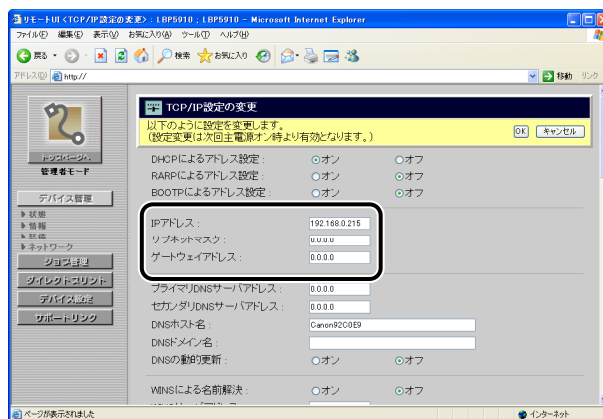 リモートUI <TCP/IP設定の変更> : LBP5910 ; LBP5910 - Microsoft Internet Explorer
ファイル(F) 編集(E) 表示(V) お気に入り(A) ツール(T) ヘルプ(H)
戻る 検索 お気に入り
アドレス(D) http:// 移動 リンク
TCP/IP設定の変更
以下のように設定を変更します。
(設定変更は次回主電源オン時より有効となります。)
OK キャンセル
トップページへ
管理者モード
デバイス管理
状態
情報
ネットワーク
ジョブ管理
ダイレクトプリント
デバイス設定
サポートリンク
DHCPによるアドレス設定 : オン オフ
RARPによるアドレス設定 : オン オフ
BOOTPによるアドレス設定 : オン オフ
IPアドレス : 192.168.0.215
サブネットマスク : 0.0.0.0
ゲートウェイアドレス : 0.0.0.0
プライマリDNSサーバアドレス : 0.0.0.0
セカンダリDNSサーバアドレス : 0.0.0.0
DNSホスト名 : Canon92C0E9
DNSドメイン名 :
DNSの動的更新 : オン オフ
WINSによる名前解決 : オン オフ
ページが表示されました インターネット